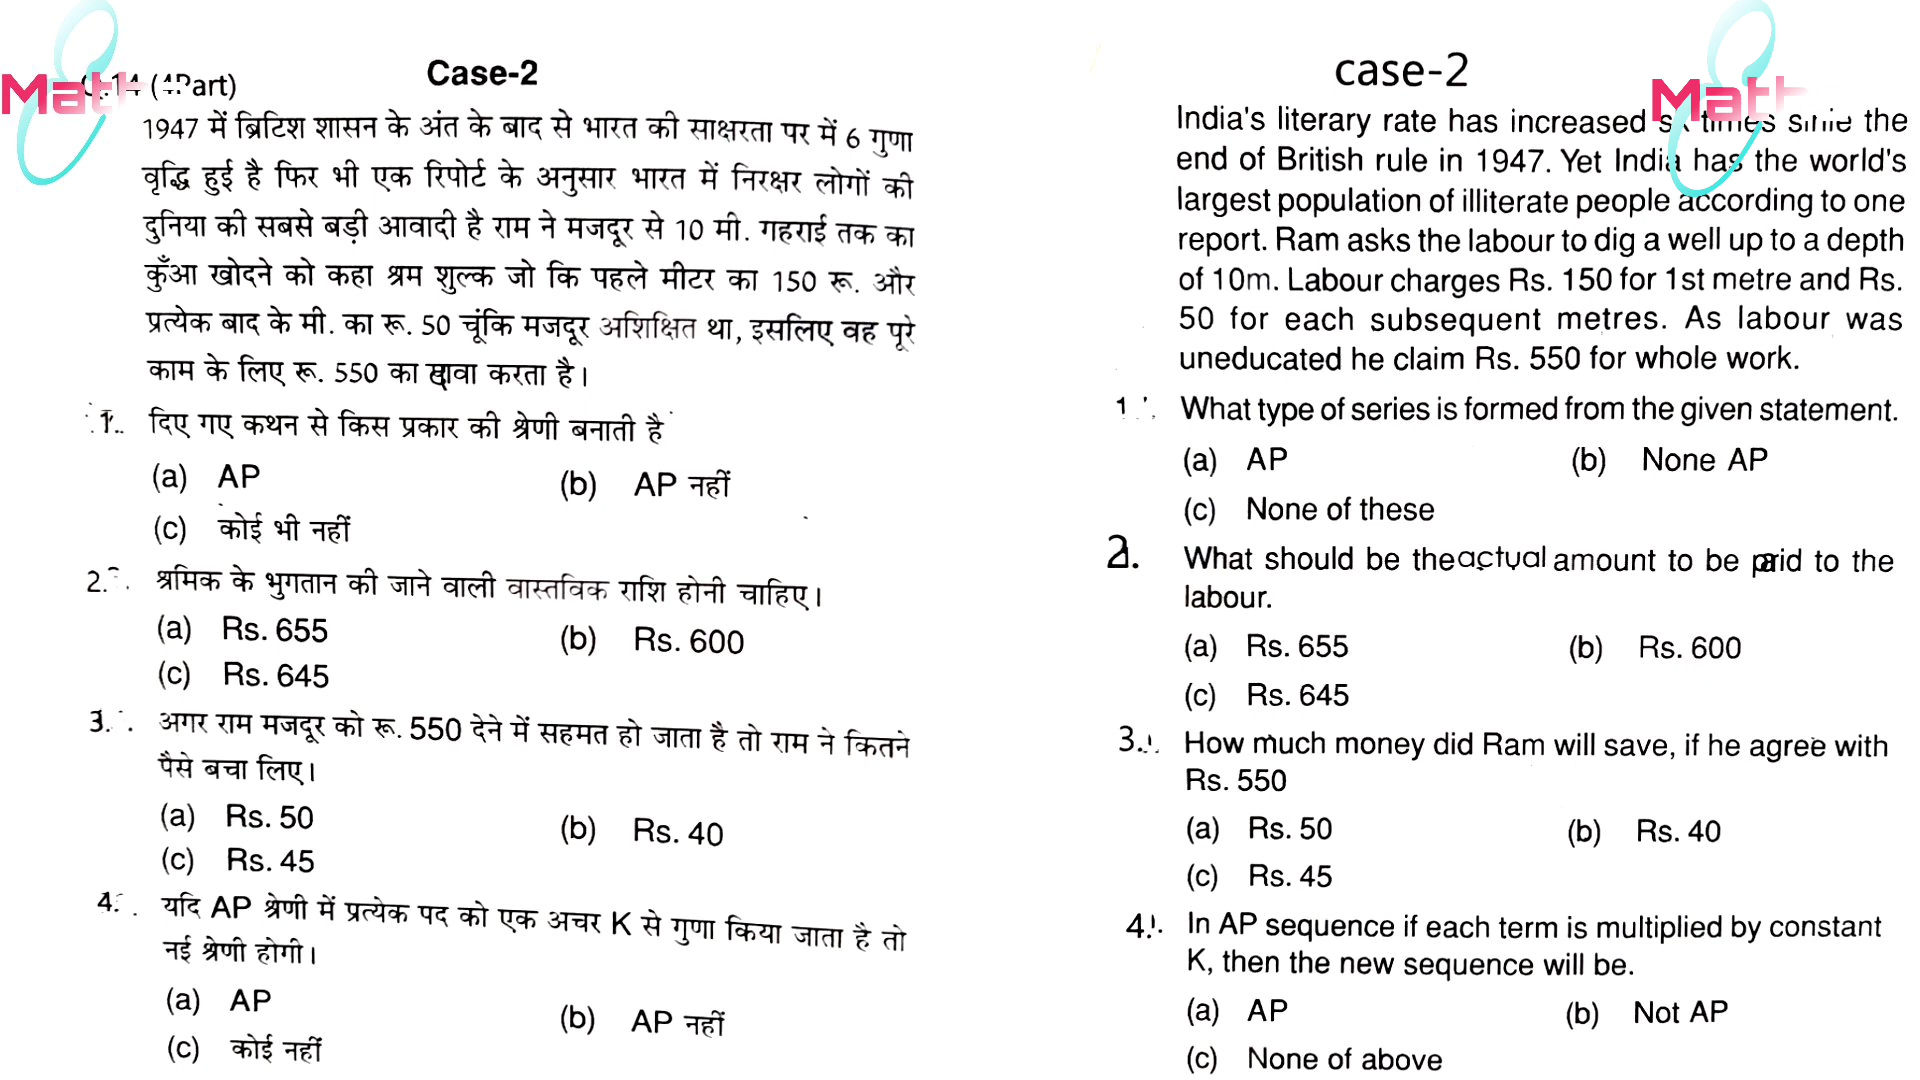 Math
Case-2
Q.14 (4Part)
1947 में ब्रिटिश शासन के अंत के बाद से भारत की साक्षरता पर में 6 गुणा
वृद्धि हुई है फिर भी एक रिपोर्ट के अनुसार भारत में निरक्षर लोगों की
दुनिया की सबसे बड़ी आवादी है राम ने मजदूर से 10 मी. गहराई तक का
कुँआ खोदने को कहा श्रम शुल्क जो कि पहले मीटर का 150 रू. और
प्रत्येक बाद के मी. का रू. 50 चूंकि मजदूर अशिक्षित था, इसलिए वह पूरे
काम के लिए रू. 550 का दावा करता है।
1. दिए गए कथन से किस प्रकार की श्रेणी बनाती है
(a) AP (b) AP नहीं
(c) कोई भी नहीं
2. श्रमिक के भुगतान की जाने वाली वास्तविक राशि होनी चाहिए।
(a) Rs. 655 (b) Rs. 600
(c) Rs. 645
3. अगर राम मजदूर को रू. 550 देने में सहमत हो जाता है तो राम ने कितने
पैसे बचा लिए।
(a) Rs. 50 (b) Rs. 40
(c) Rs. 45
4. यदि AP श्रेणी में प्रत्येक पद को एक अचर K से गुणा किया जाता है तो
नई श्रेणी होगी।
(a) AP (b) AP नहीं
(c) कोई नहीं
Math
case-2
India's literary rate has increased six times sinie the
end of British rule in 1947. Yet India has the world's
largest population of illiterate people according to one
report. Ram asks the labour to dig a well up to a depth
of 10m. Labour charges Rs. 150 for 1st metre and Rs.
50 for each subsequent metres. As labour was
uneducated he claim Rs. 550 for whole work.
1. What type of series is formed from the given statement.
(a) AP (b) None AP
(c) None of these
2. What should be the actual amount to be paid to the
labour.
(a) Rs. 655 (b) Rs. 600
(c) Rs. 645
3. How much money did Ram will save, if he agree with
Rs. 550
(a) Rs. 50 (b) Rs. 40
(c) Rs. 45
4. In AP sequence if each term is multiplied by constant
K, then the new sequence will be.
(a) AP (b) Not AP
(c) None of above